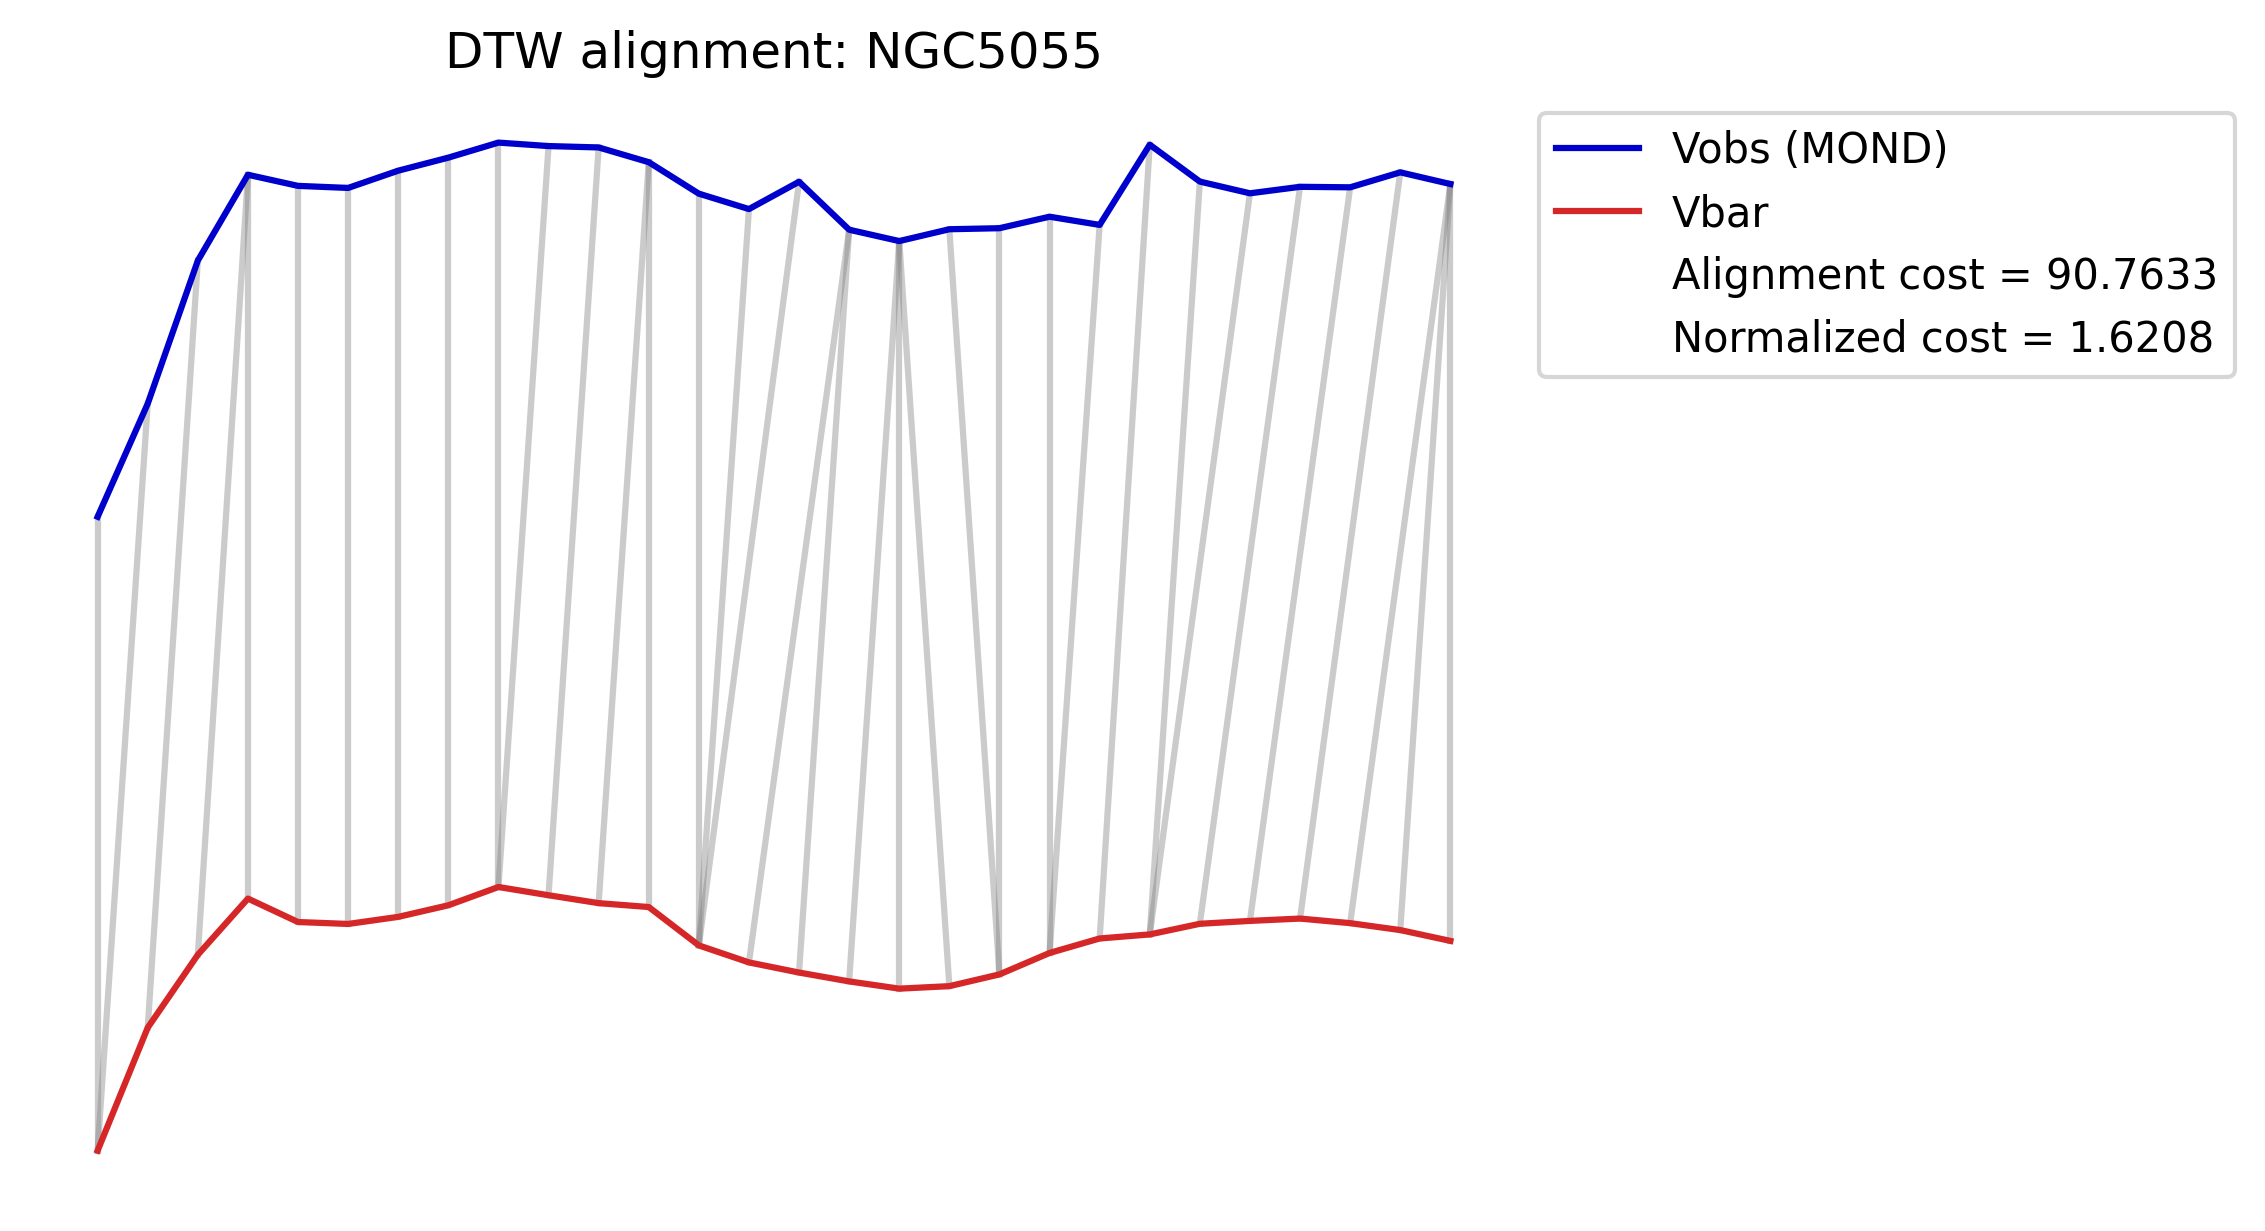 DTW alignment: NGC5055
Vobs (MOND)
Vbar
Alignment cost = 90.7633
Normalized cost = 1.6208